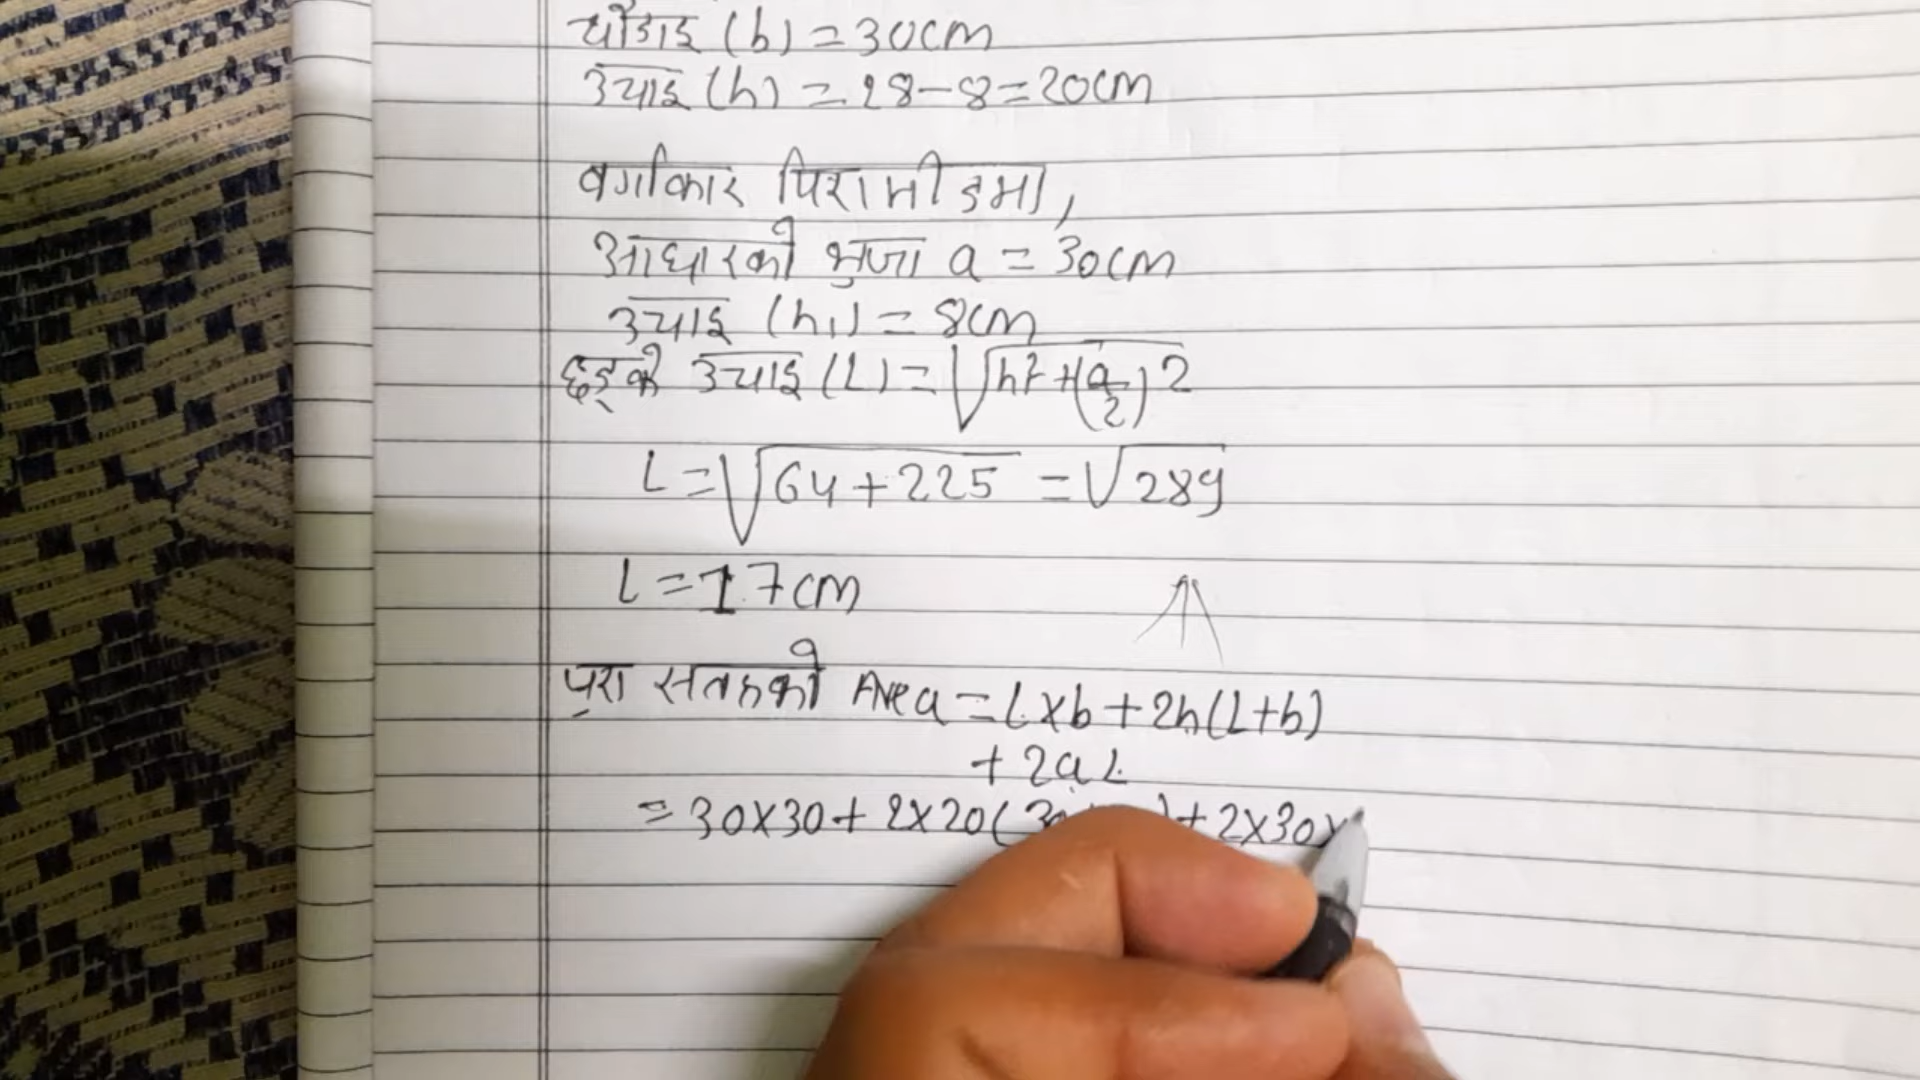 चौडाइ (b) = 30cm
उचाइ (h) = 28-8=20cm
वर्गाकार पिरामीडमा,
आधारको भुजा a = 30cm
उचाइ (h1) = 8cm
छड्के उचाइ (L) = √h²+(a/2)2
L=√64+225 = √289
L=17cm
पुरा सतहको Area = L×b+2h(L+b)
+ 2aL
= 30×30+ 2×20( + 2×30×